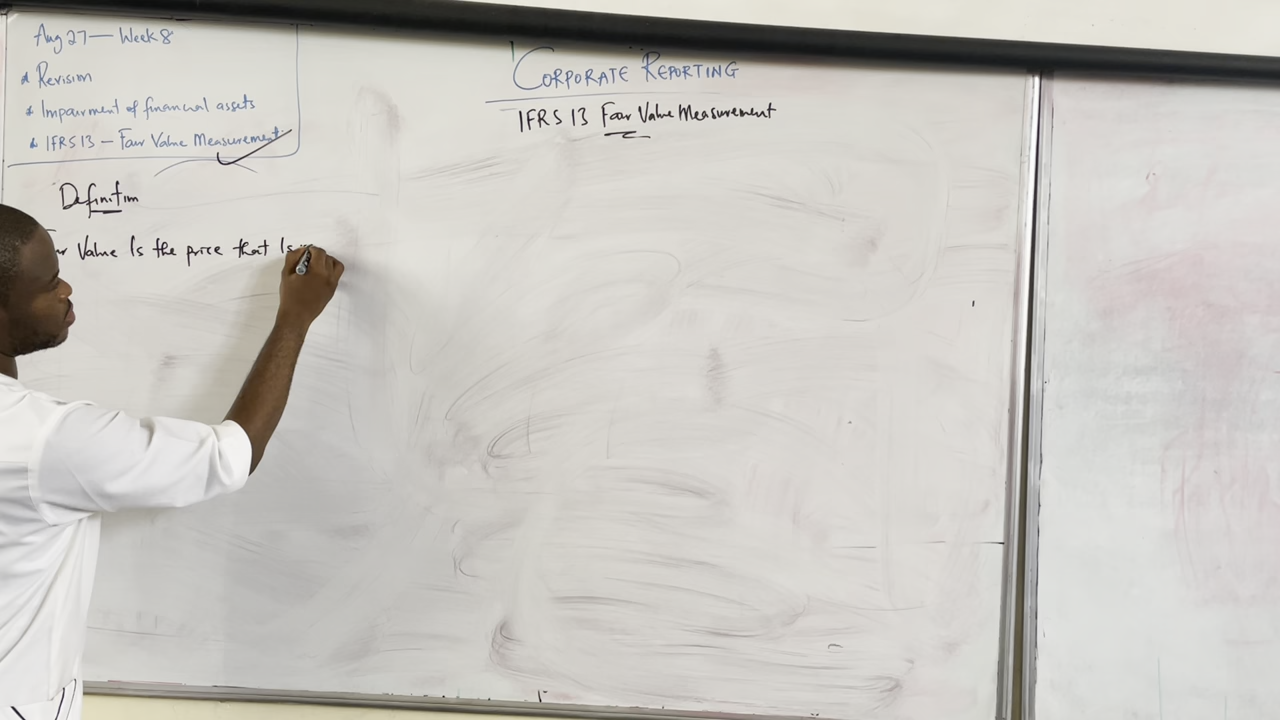 Aug 27 — Week 8
* Revision
* Impairment of financial assets
* IFRS 13 — Fair Value Measurement
CORPORATE REPORTING
IFRS 13 Fair Value Measurement
Definition
Value Is the price that Is